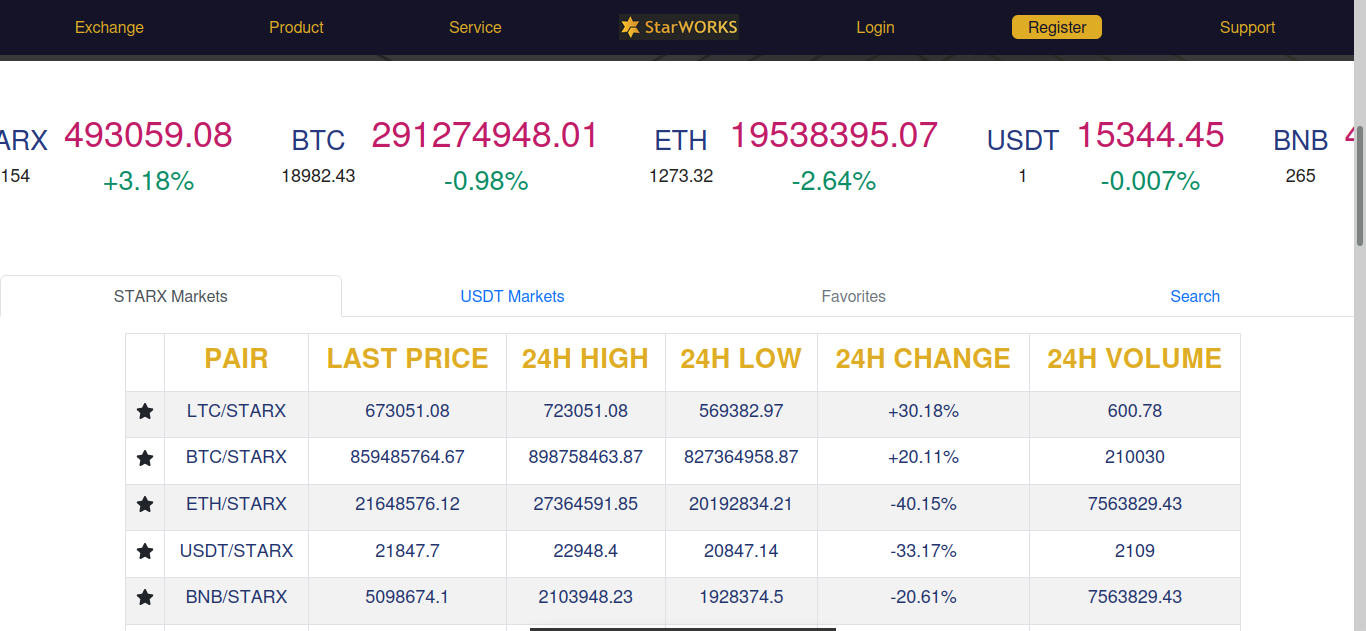 Exchange Product Service StarWORKS Login Register Support
ARX 493059.08 BTC 291274948.01 ETH 19538395.07 USDT 15344.45 BNB
154 +3.18% 18982.43 -0.98% 1273.32 -2.64% 1 -0.007% 265
STARX Markets USDT Markets Favorites Search
PAIR LAST PRICE 24H HIGH 24H LOW 24H CHANGE 24H VOLUME
LTC/STARX 673051.08 723051.08 569382.97 +30.18% 600.78
BTC/STARX 859485764.67 898758463.87 827364958.87 +20.11% 210030
ETH/STARX 21648576.12 27364591.85 20192834.21 -40.15% 7563829.43
USDT/STARX 21847.7 22948.4 20847.14 -33.17% 2109
BNB/STARX 5098674.1 2103948.23 1928374.5 -20.61% 7563829.43